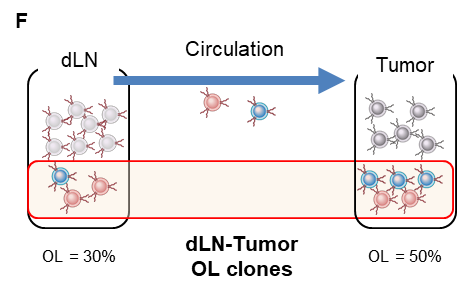 F
Circulation
dLN
Tumor
dLN-Tumor
OL clones
OL = 30%
OL = 50%